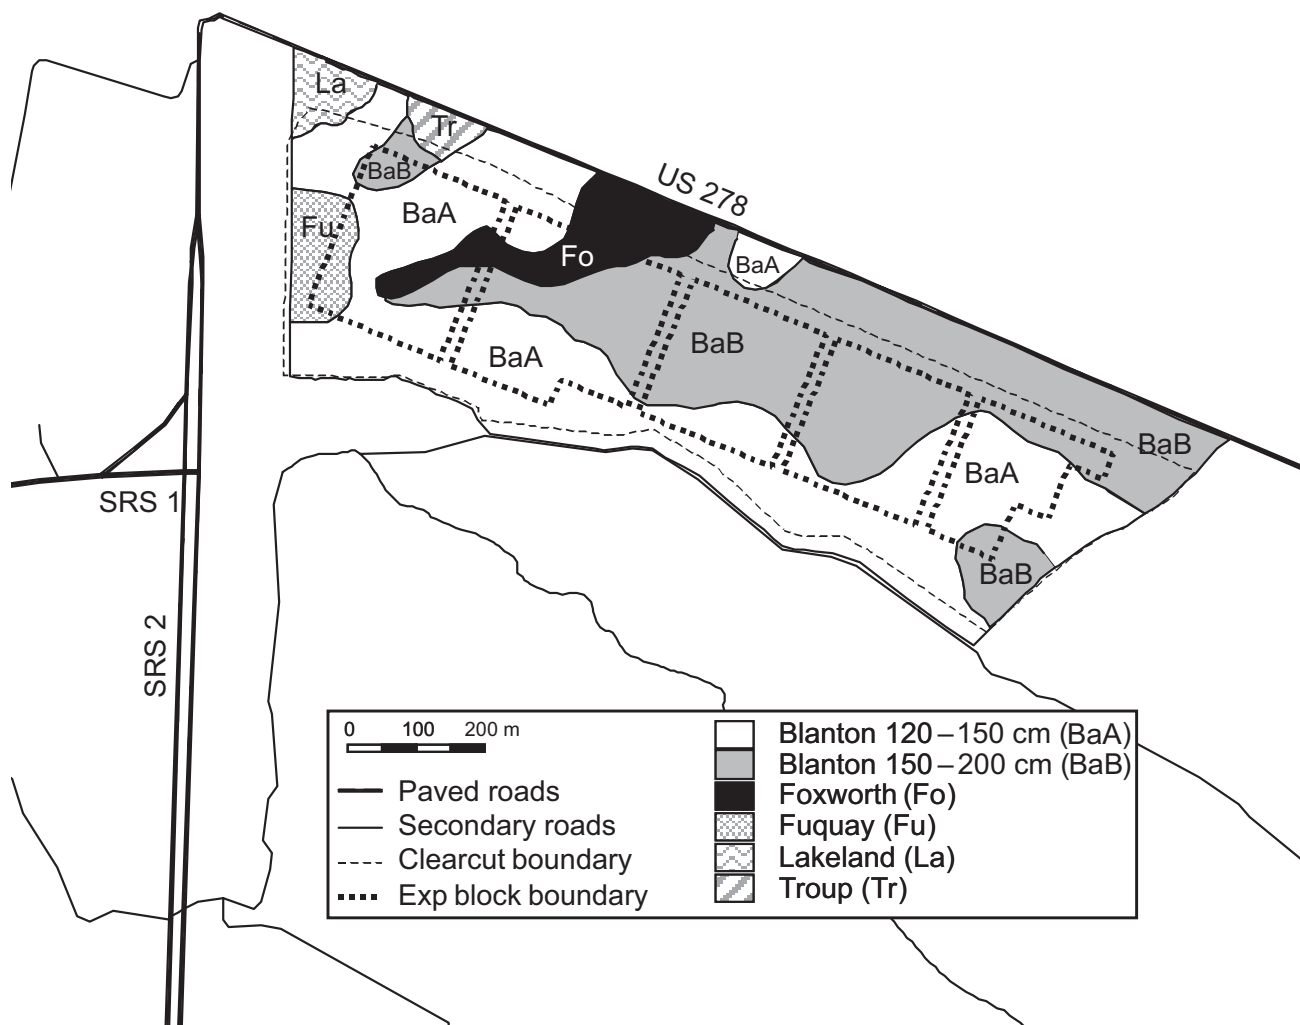 La
Tr
BaB
US 278
BaA
Fu
Fo
BaA
BaB
BaA
BaB
BaA
SRS 1
BaB
SRS 2
0 100 200 m
Paved roads
Secondary roads
Clearcut boundary
Exp block boundary
Blanton 120–150 cm (BaA)
Blanton 150–200 cm (BaB)
Foxworth (Fo)
Fuquay (Fu)
Lakeland (La)
Troup (Tr)